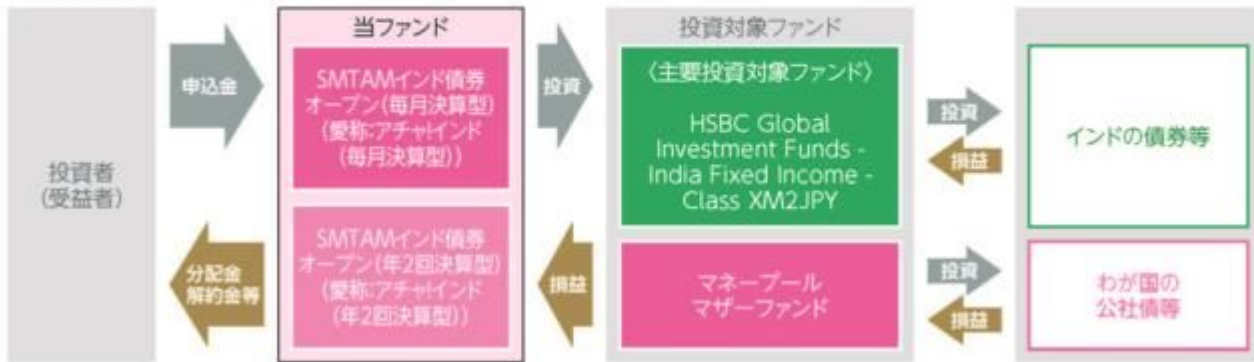 投資者
(受益者)
申込金
分配金
解約金等
当ファンド
SMTAMインド債券
オープン(毎月決算型)
(愛称:アチャ!インド
(毎月決算型))
SMTAMインド債券
オープン(年2回決算型)
(愛称:アチャ!インド
(年2回決算型))
投資
損益
投資対象ファンド
〈主要投資対象ファンド〉
HSBC Global
Investment Funds -
India Fixed Income -
Class XM2JPY
マネープール
マザーファンド
投資
損益
投資
損益
インドの債券等
わが国の
公社債等